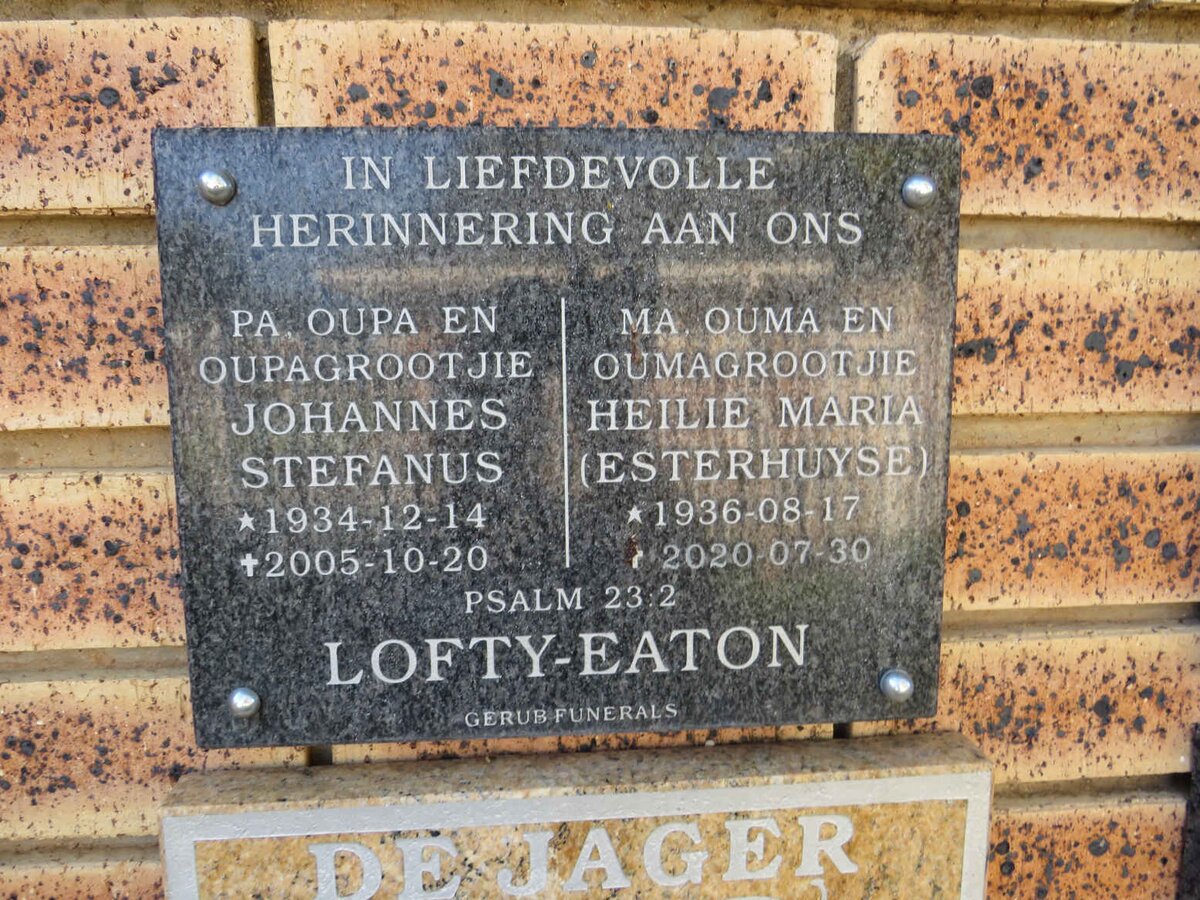 IN LIEFDEVOLLE
HERINNERING AAN ONS
PA, OUPA EN
OUPAGROOTJIE
JOHANNES
STEFANUS
★1934-12-14
✝2005-10-20
MA, OUMA EN
OUMAGROOTJIE
HEILIE MARIA
(ESTERHUYSE)
★1936-08-17
✝2020-07-30
PSALM 23:2
LOFTY-EATON
GERUB FUNERALS
DE JAGER